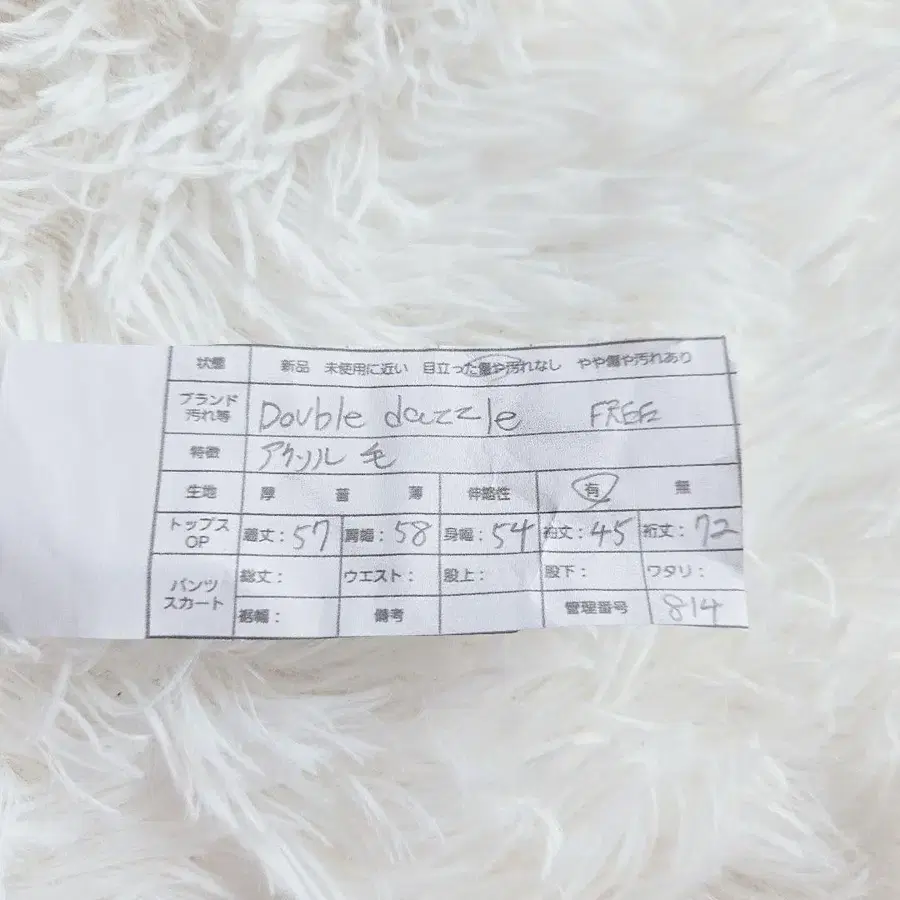 状態 新品 未使用に近い 目立った傷や汚れなし やや傷や汚れあり
ブランド 汚れ等 Double dazzle FREE
特徴 アクリル 毛
生地 厚 普 薄 伸縮性 有 無
トップス OP 着丈:57 肩幅:58 身幅:54 袖丈:45 裄丈:72
パンツ スカート 総丈: ウエスト: 股上: 股下: ワタリ:
裾幅: 備考 管理番号 814